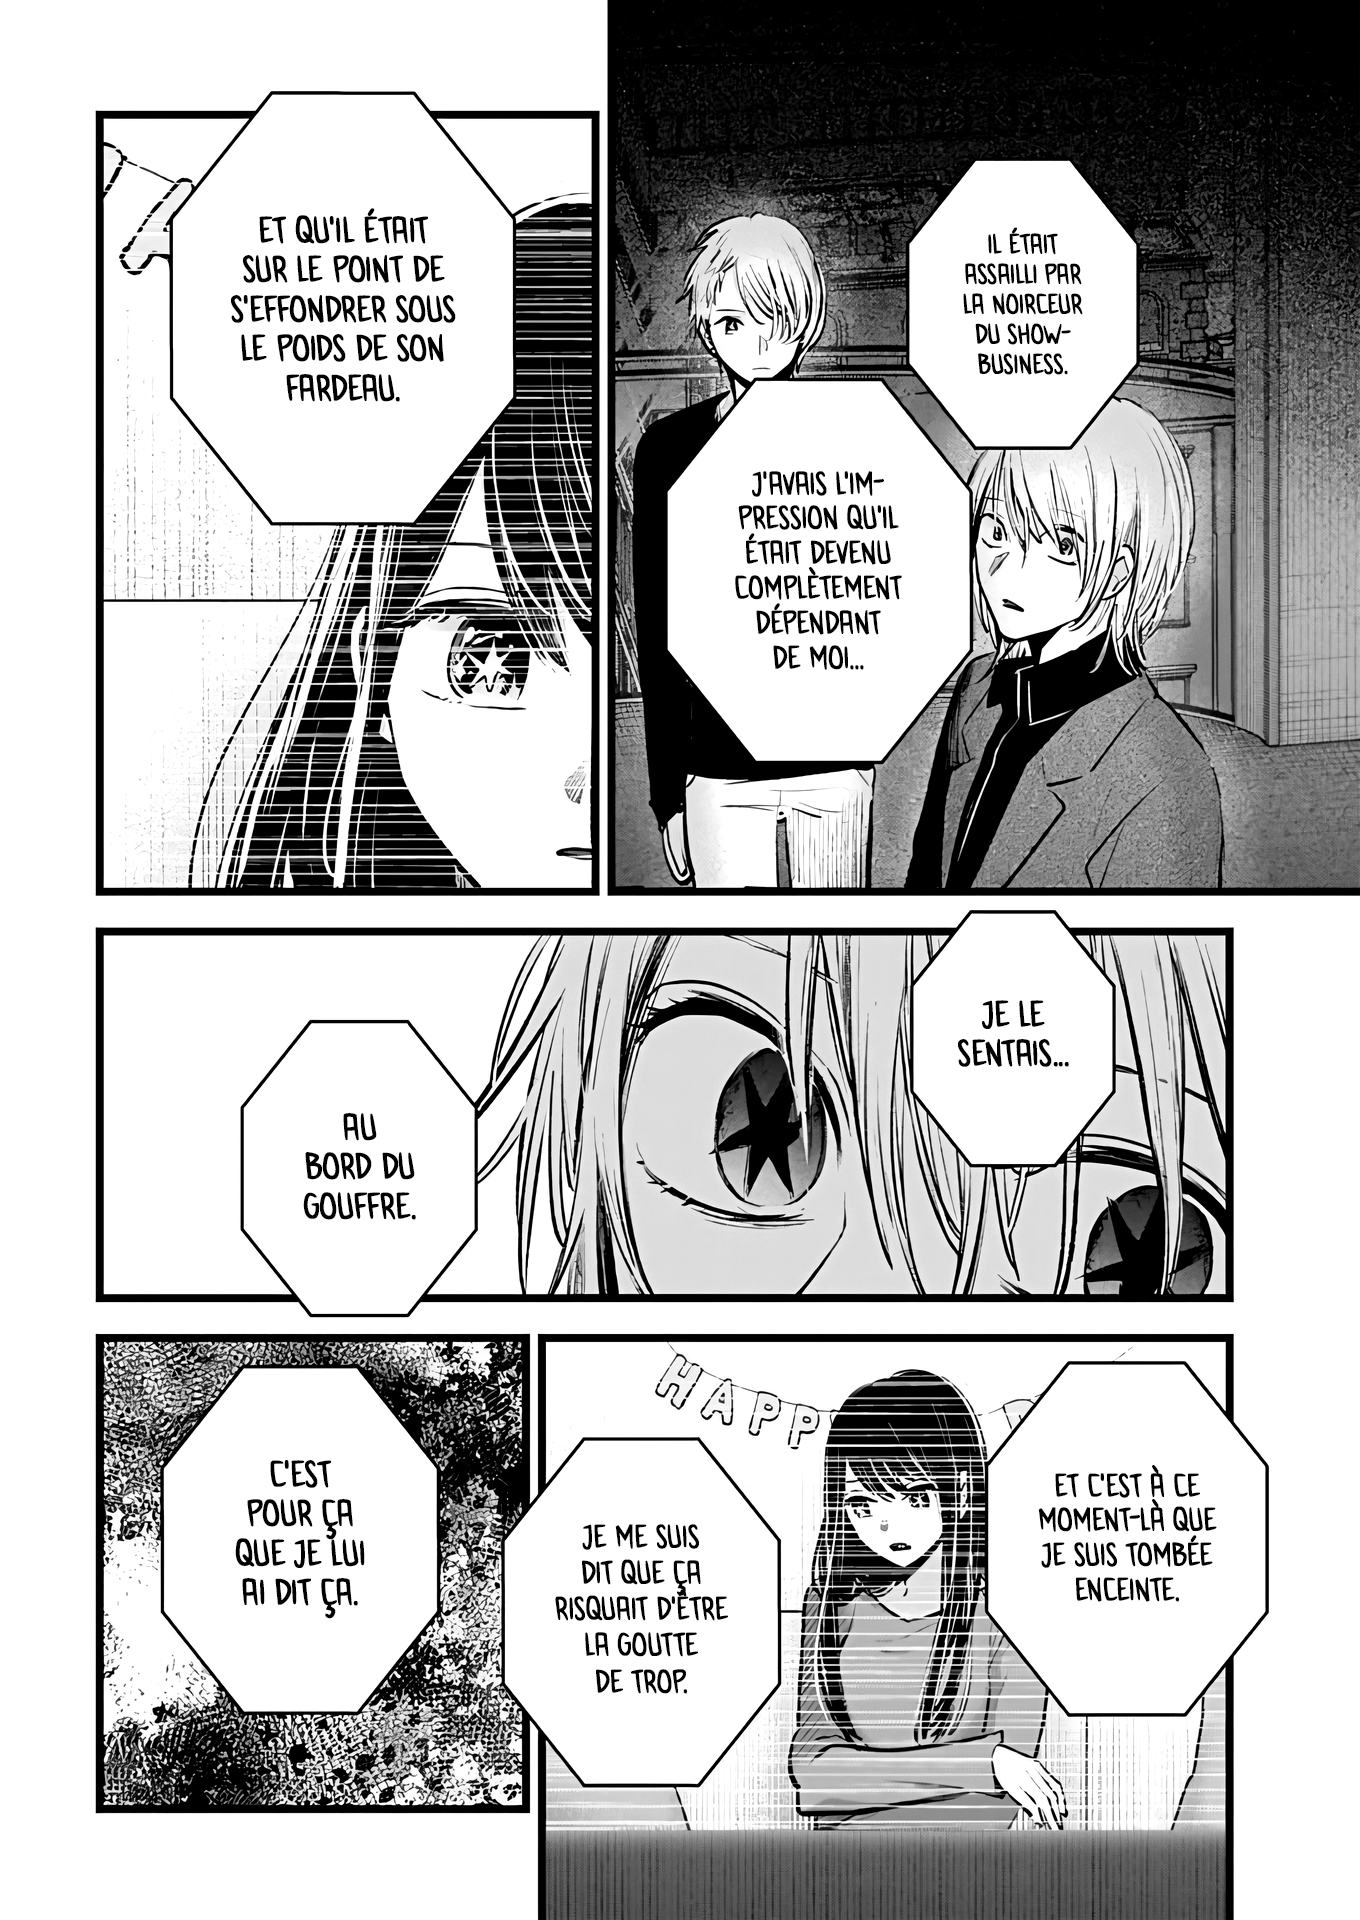 IL ÉTAIT
ASSAILLI PAR
LA NOIRCEUR
DU SHOW-
BUSINESS.
J'AVAIS L'IM-
PRESSION QU'IL
ÉTAIT DEVENU
COMPLÈTEMENT
DÉPENDANT
DE MOI...
ET QU'IL ÉTAIT
SUR LE POINT DE
S'EFFONDRER SOUS
LE POIDS DE SON
FARDEAU.
JE LE
SENTAIS...
AU
BORD DU
GOUFFRE.
HAPP
ET C'EST À CE
MOMENT-LÀ QUE
JE SUIS TOMBÉE
ENCEINTE.
JE ME SUIS
DIT QUE ÇA
RISQUAIT D'ÊTRE
LA GOUTTE
DE TROP.
C'EST
POUR ÇA
QUE JE LUI
AI DIT ÇA.